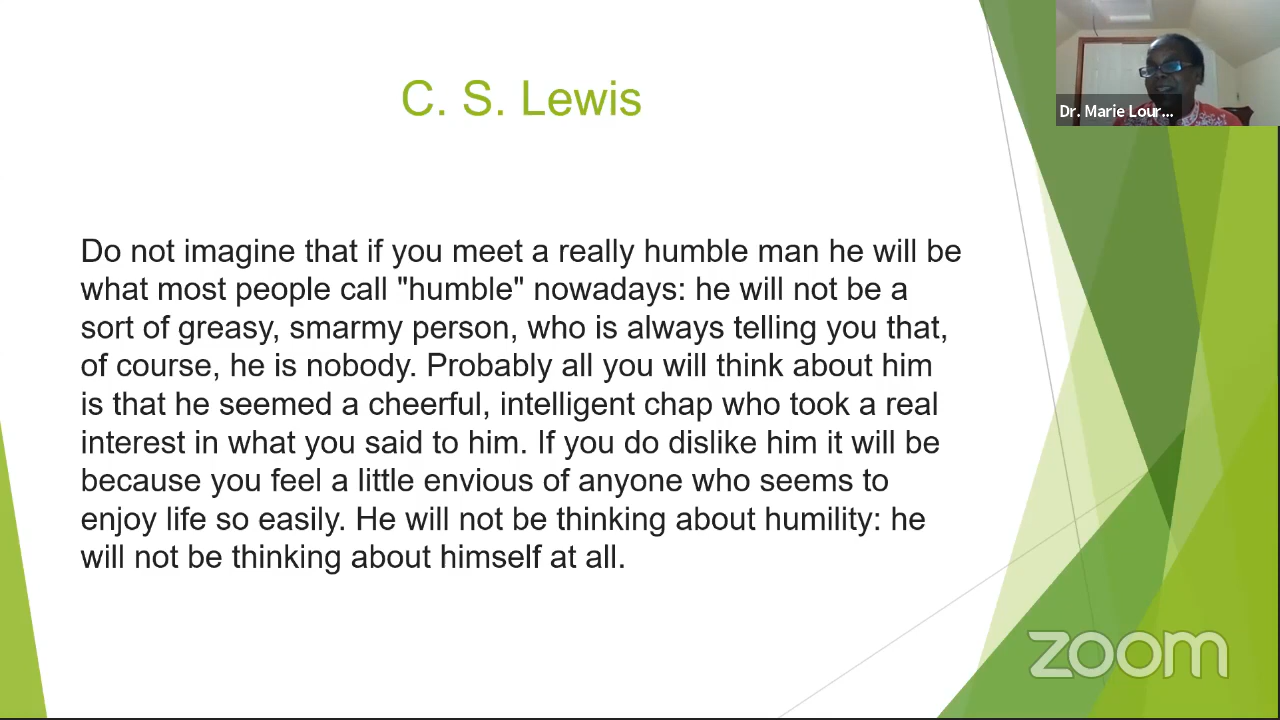 C. S. Lewis
Dr. Marie Lour...
Do not imagine that if you meet a really humble man he will be
what most people call "humble" nowadays: he will not be a
sort of greasy, smarmy person, who is always telling you that,
of course, he is nobody. Probably all you will think about him
is that he seemed a cheerful, intelligent chap who took a real
interest in what you said to him. If you do dislike him it will be
because you feel a little envious of anyone who seems to
enjoy life so easily. He will not be thinking about humility: he
will not be thinking about himself at all.
zoom